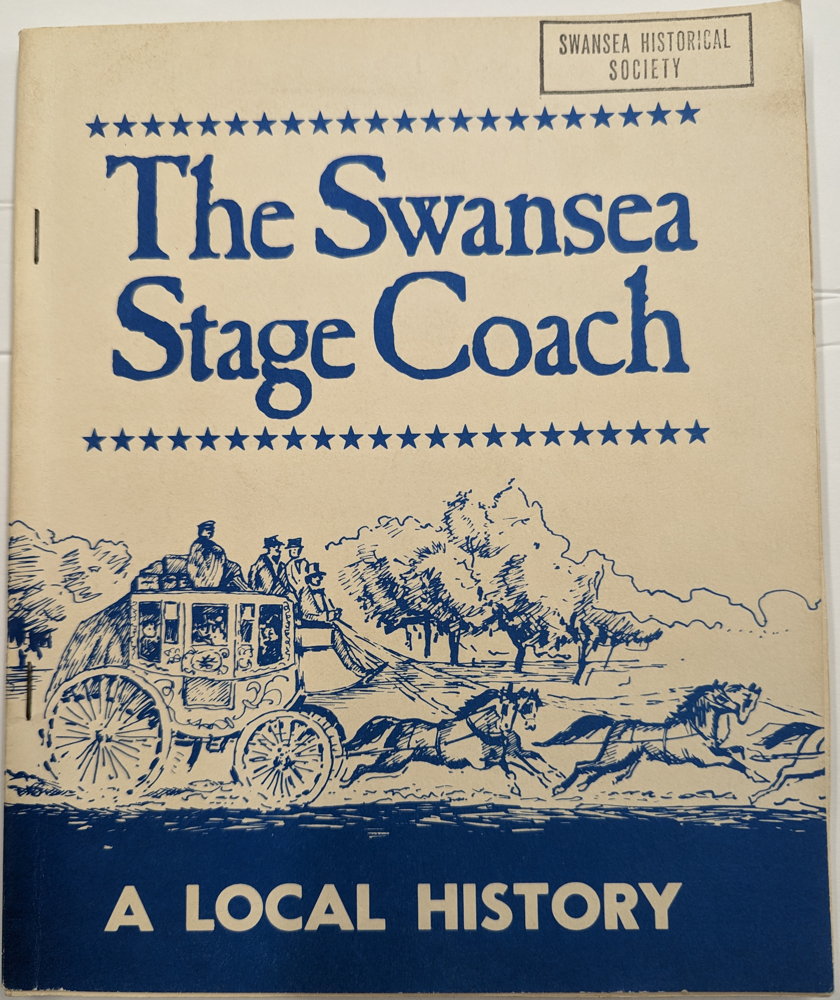 SWANSEA HISTORICAL
SOCIETY
The Swansea
Stage Coach
A LOCAL HISTORY